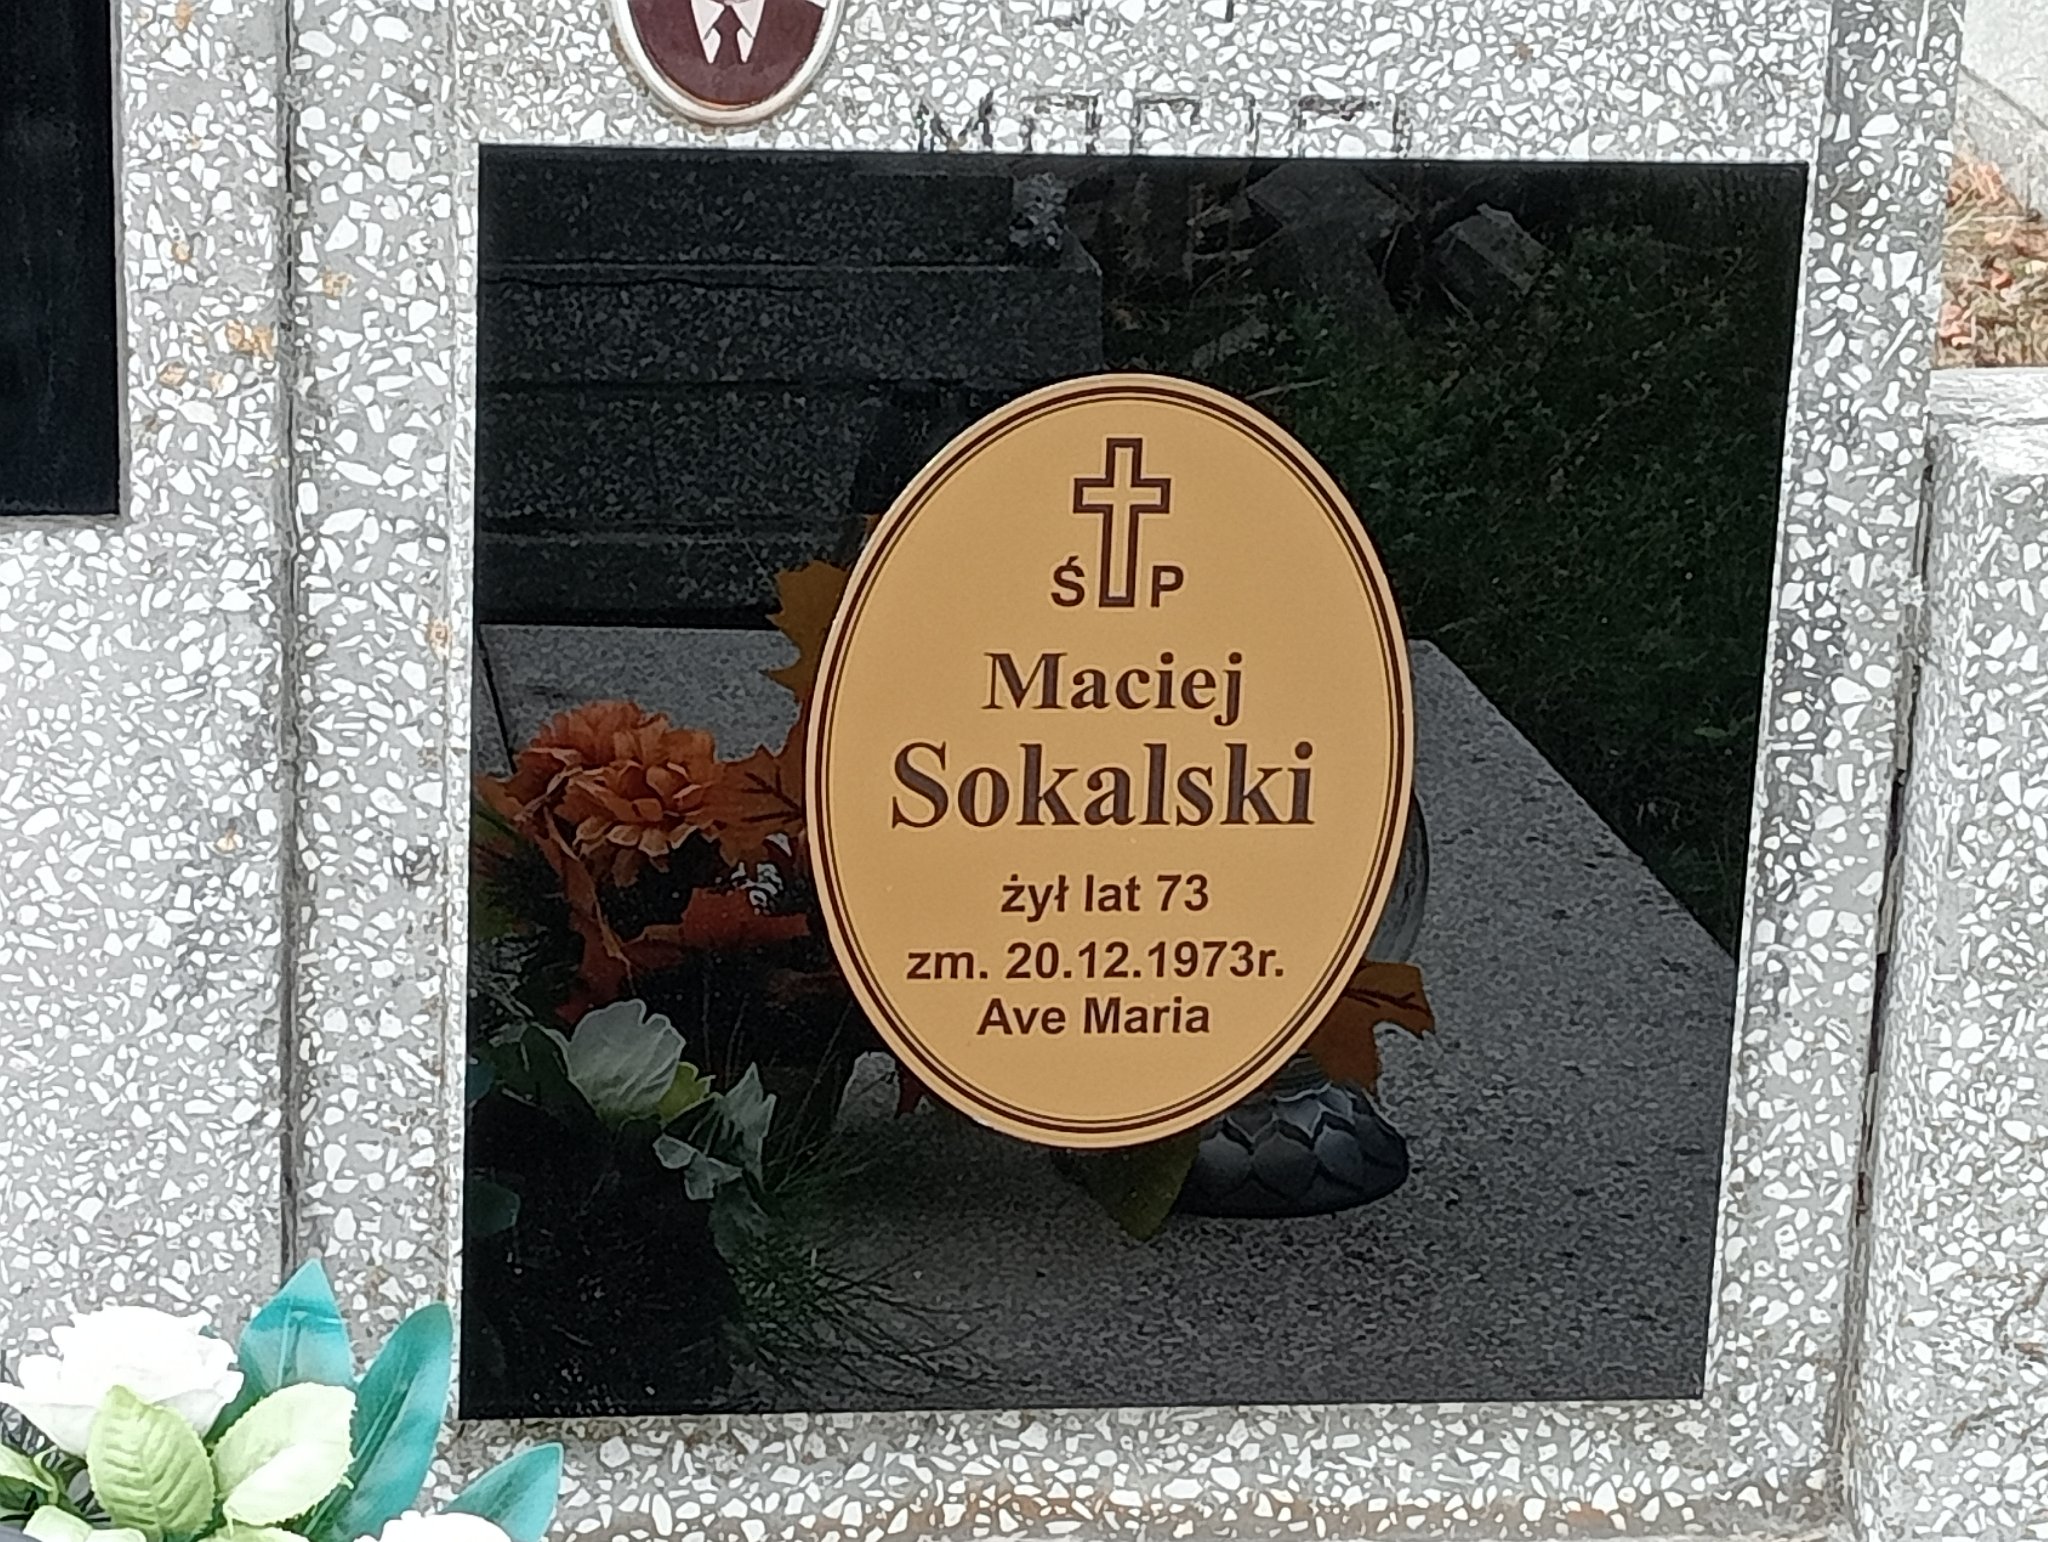 Ś P
Maciej
Sokalski
żył lat 73
zm. 20.12.1973r.
Ave Maria